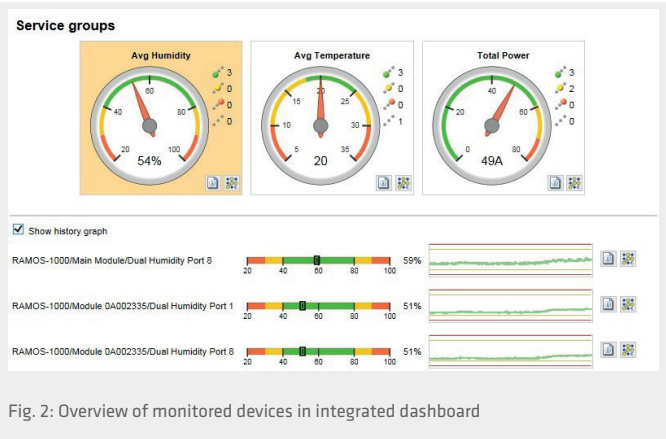 Service groups
Avg Humidity
20
40
60
80
100
54%
3
0
0
0
Avg Temperature
5
10
15
20
25
30
35
20
3
0
0
1
Total Power
0
20
40
60
80
49A
3
2
0
0
Show history graph
RAMOS-1000/Main Module/Dual Humidity Port 8
20 40 60 80 100
59%
RAMOS-1000/Module 0A002335/Dual Humidity Port 1
20 40 60 80 100
51%
RAMOS-1000/Module 0A002335/Dual Humidity Port 8
20 40 60 80 100
51%
Fig. 2: Overview of monitored devices in integrated dashboard